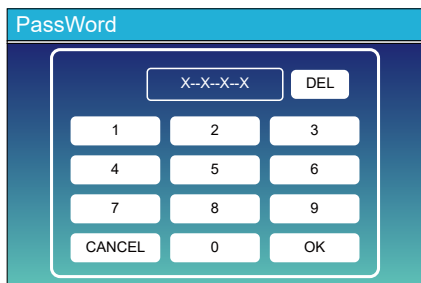 PassWord
X--X--X--X DEL
1 2 3
4 5 6
7 8 9
CANCEL 0 OK